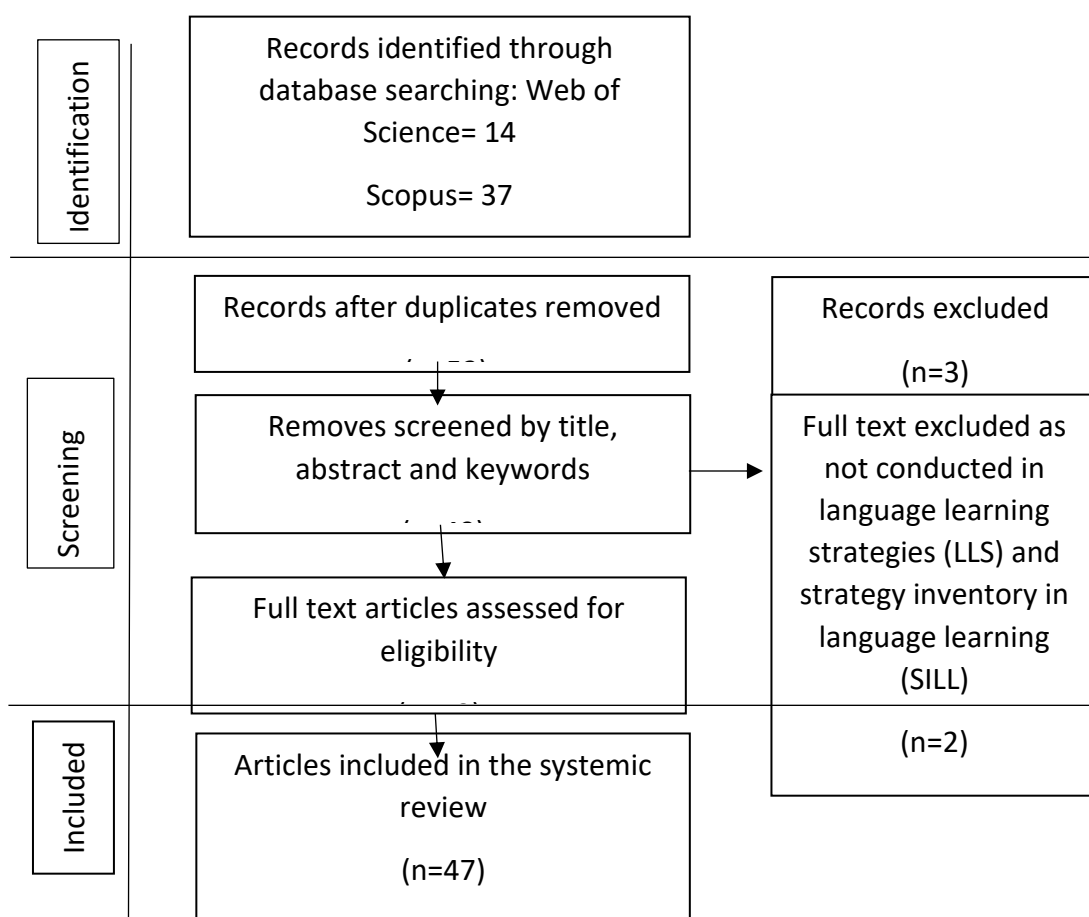 Identification
Records identified through
database searching: Web of
Science= 14
Scopus= 37
Screening
Records after duplicates removed
Records excluded
(n=3)
Removes screened by title,
abstract and keywords
Full text excluded as
not conducted in
language learning
strategies (LLS) and
strategy inventory in
language learning
(SILL)
(n=2)
Full text articles assessed for
eligibility
Included
Articles included in the systemic
review
(n=47)